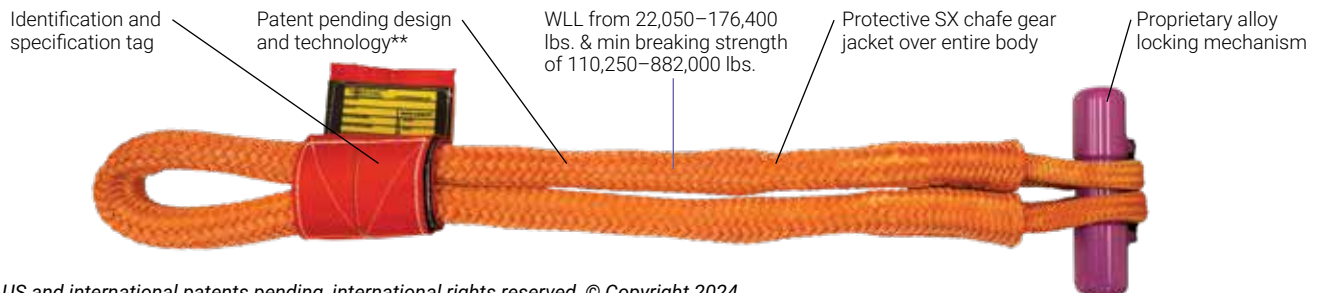 Identification and
specification tag
Patent pending design
and technology**
WLL from 22,050–176,400
lbs. & min breaking strength
of 110,250–882,000 lbs.
Protective SX chafe gear
jacket over entire body
Proprietary alloy
locking mechanism
US and international patents pending, international rights reserved. © Copyright 2024